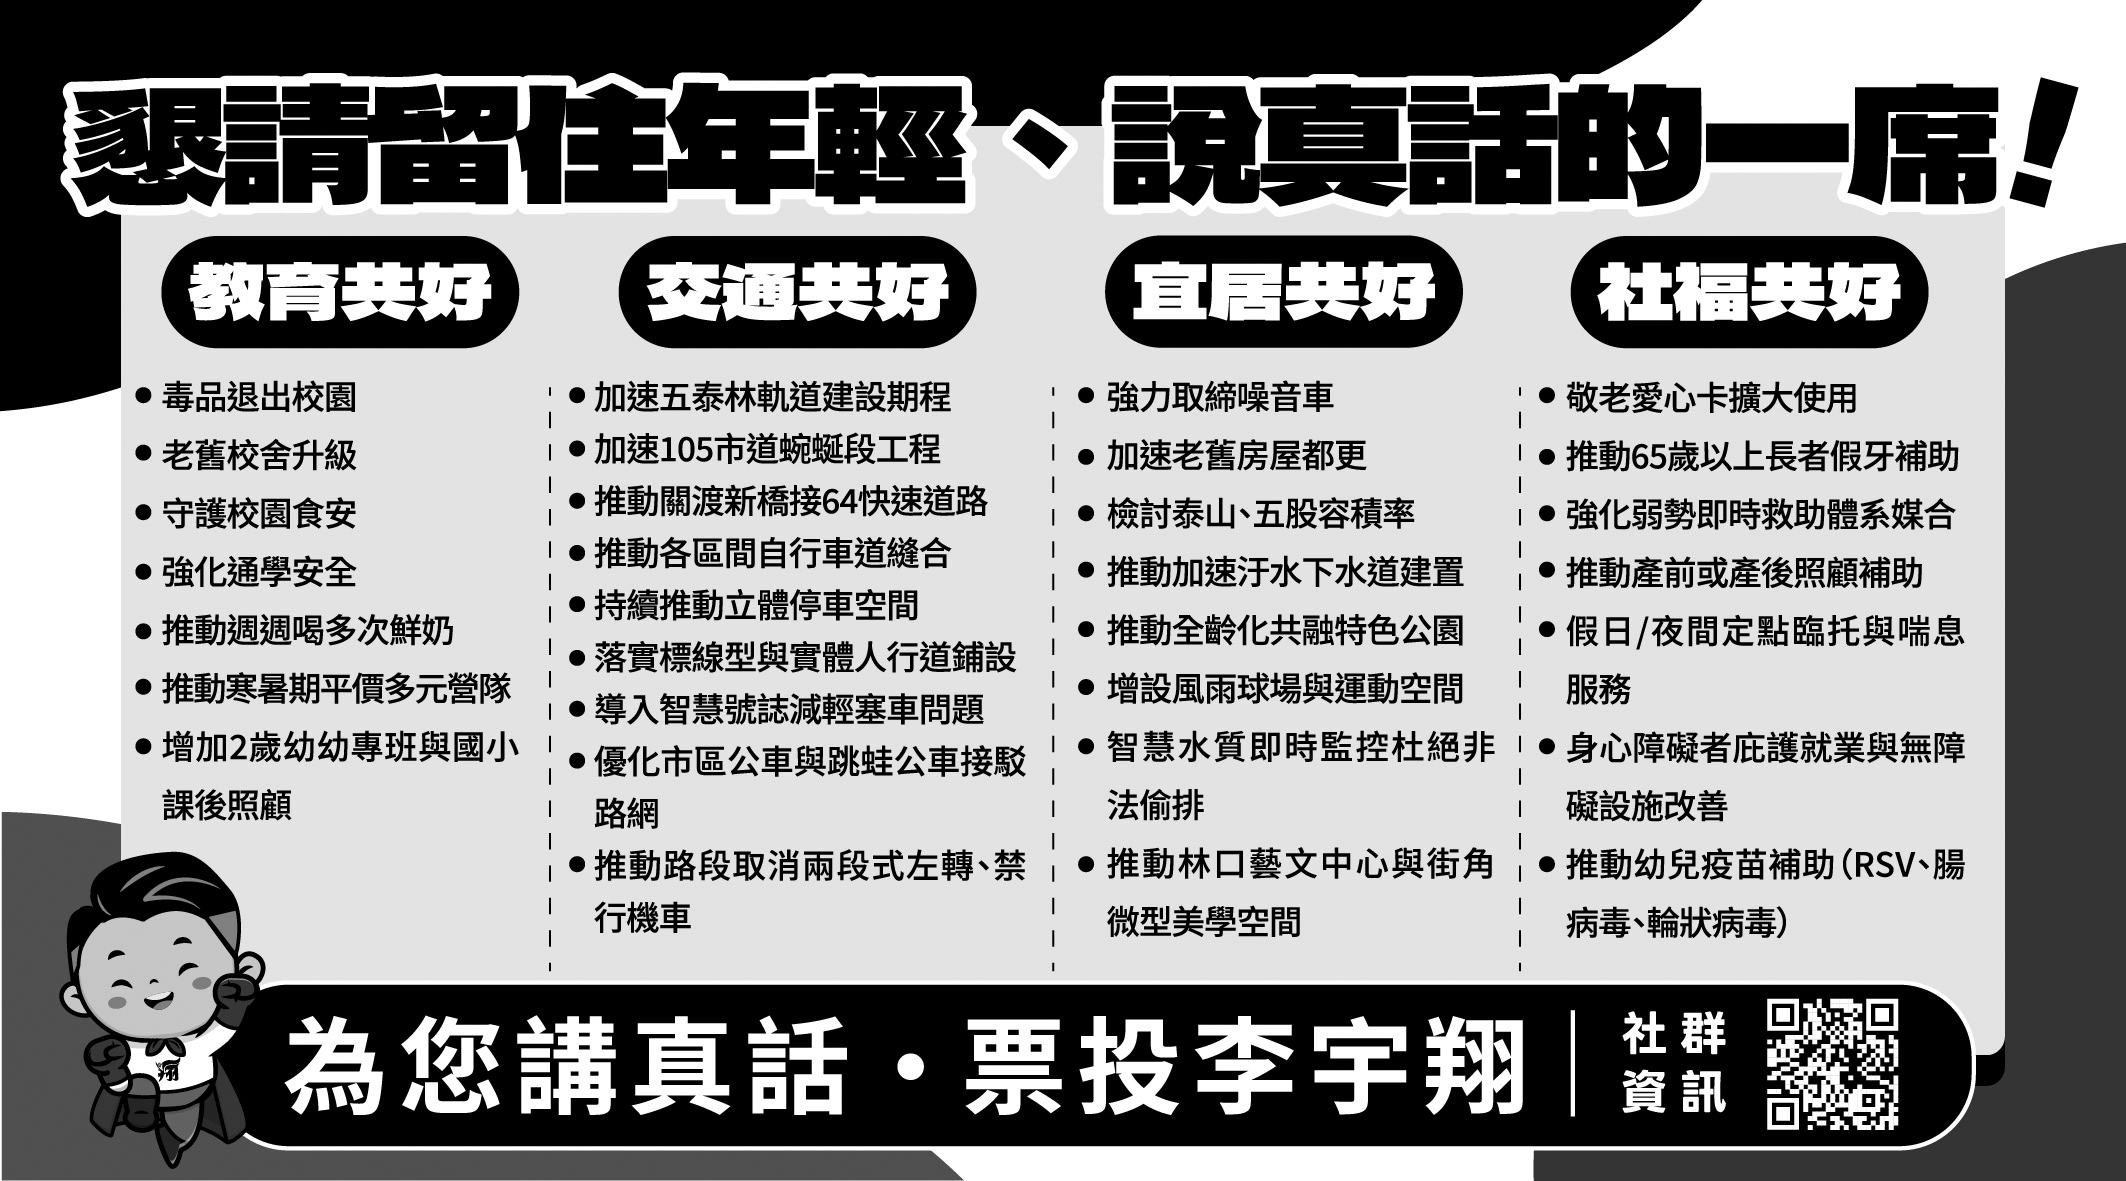 懇請留住年輕、說真話的一席!
教育共好
• 毒品退出校園
• 老舊校舍升級
• 守護校園食安
• 強化通學安全
• 推動週週喝多次鮮奶
• 推動寒暑期平價多元營隊
• 增加2歲幼幼專班與國小
課後照顧
交通共好
• 加速五泰林軌道建設期程
• 加速105市道蜿蜒段工程
• 推動關渡新橋接64快速道路
• 推動各區間自行車道縫合
• 持續推動立體停車空間
• 落實標線型與實體人行道鋪設
• 導入智慧號誌減輕塞車問題
• 優化市區公車與跳蛙公車接駁
路網
• 推動路段取消兩段式左轉、禁
行機車
宜居共好
• 強力取締噪音車
• 加速老舊房屋都更
• 檢討泰山、五股容積率
• 推動加速汙水下水道建置
• 推動全齡化共融特色公園
• 增設風雨球場與運動空間
• 智慧水質即時監控杜絕非
法偷排
• 推動林口藝文中心與街角
微型美學空間
社福共好
• 敬老愛心卡擴大使用
• 推動65歲以上長者假牙補助
• 強化弱勢即時救助體系媒合
• 推動產前或產後照顧補助
• 假日/夜間定點臨托與喘息
服務
• 身心障礙者庇護就業與無障
礙設施改善
• 推動幼兒疫苗補助(RSV、腸
病毒、輪狀病毒)
翔
為您講真話・票投李宇翔
社群
資訊